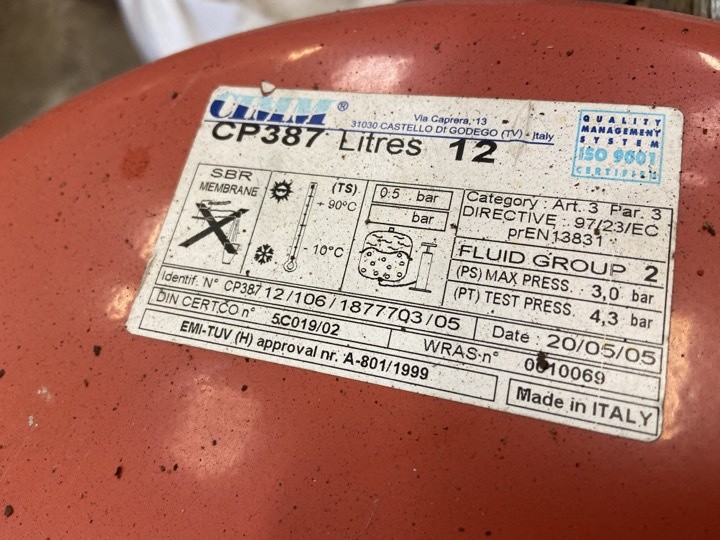 CIMM ®
Via Caprera, 13
31030 CASTELLO DI GODEGO (TV) - Italy
QUALITY
MANAGEMENT
SYSTEM
ISO 9001
CERTIFIED
CP387 Litres 12
SBR
MEMBRANE
(TS)
+ 90°C
- 10°C
0.5 bar
bar
Category : Art. 3 Par. 3
DIRECTIVE 97/23/EC
prEN13831
FLUID GROUP 2
(PS) MAX PRESS. 3,0 bar
(PT) TEST PRESS. 4,3 bar
Identif. N° CP387 12/106/1877703/05
Date : 20/05/05
DIN CERT.CO n° 5C019/02
WRAS n° 0010069
EMI-TUV (H) approval nr. A-801/1999
Made in ITALY